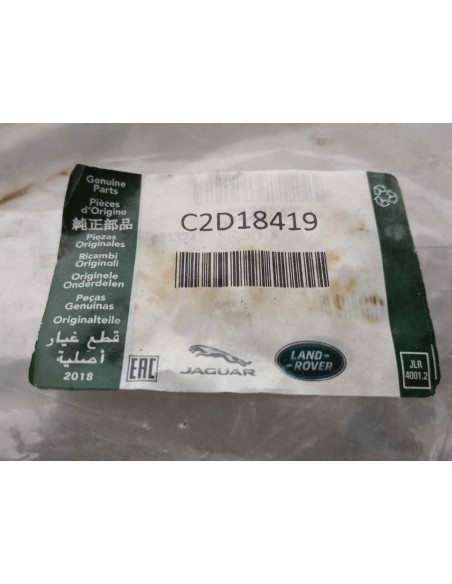 Genuine
Parts
Pièces
d'Origine
純正部品
Piezas
Originales
Ricambi
Originali
Originele
Onderdelen
Peças
Genuínas
Originalteile
قطع غيار
أصلية
2018
C2D18419
EAC
JAGUAR
LAND-
-ROVER
JLR
4001.2